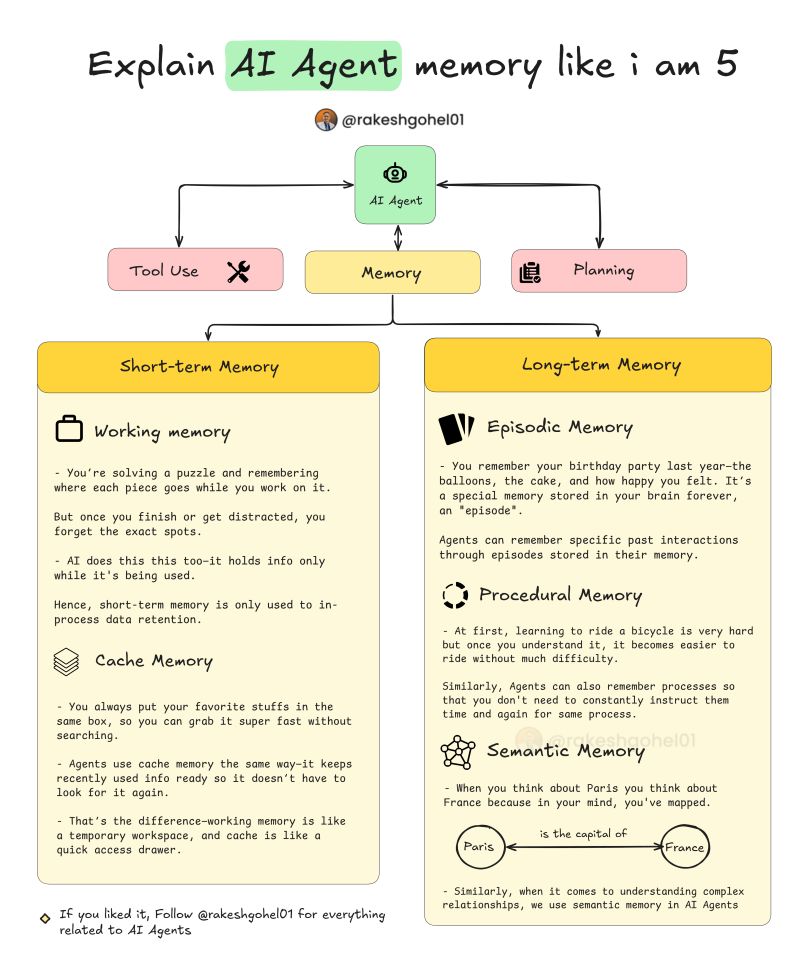 Explain AI Agent memory like i am 5
@rakeshgohel01
AI Agent
Tool Use
Memory
Planning
Short-term Memory
Working memory
- You're solving a puzzle and remembering
where each piece goes while you work on it.
But once you finish or get distracted, you
forget the exact spots.
- AI does this this too—it holds info only
while it's being used.
Hence, short-term memory is only used to in-
process data retention.
Cache Memory
- You always put your favorite stuffs in the
same box, so you can grab it super fast without
searching.
- Agents use cache memory the same way—it keeps
recently used info ready so it doesn't have to
look for it again.
- That's the difference—working memory is like
a temporary workspace, and cache is like a
quick access drawer.
Long-term Memory
Episodic Memory
- You remember your birthday party last year—the
balloons, the cake, and how happy you felt. It's
a special memory stored in your brain forever,
an "episode".
Agents can remember specific past interactions
through episodes stored in their memory.
Procedural Memory
- At first, learning to ride a bicycle is very hard
but once you understand it, it becomes easier to
ride without much difficulty.
Similarly, Agents can also remember processes so
that you don't need to constantly instruct them
time and again for same process.
@rakeshgohel01
Semantic Memory
- When you think about Paris you think about
France because in your mind, you've mapped.
is the capital of
Paris
France
- Similarly, when it comes to understanding complex
relationships, we use semantic memory in AI Agents
If you liked it, Follow @rakeshgohel01 for everything
related to AI Agents